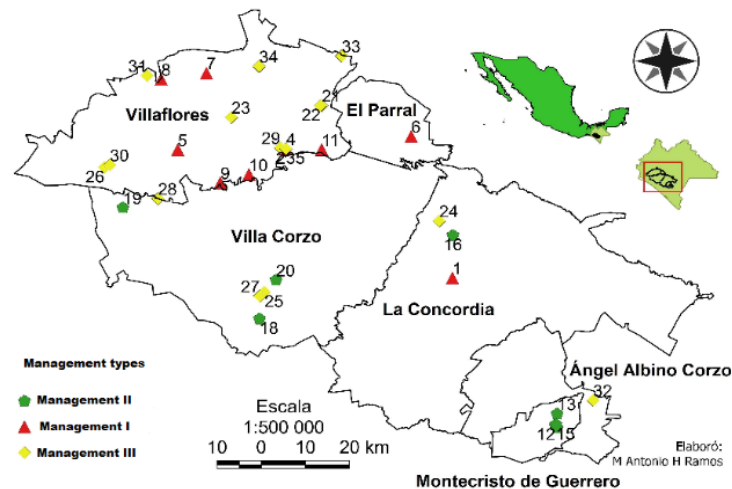 33
34
7
31
8
21
22
El Parral
Villaflores
23
6
29 4
11
5
235
30
10
26
9
28
19
24
Villa Corzo
16
20
1
27
25
La Concordia
18
Management types
Ángel Albino Corzo
32
Management II
Escala
13
Management I
1:500 000
1215
Management III
10 0 10 20 km
Elaboró:
M Antonio H Ramos
Montecristo de Guerrero